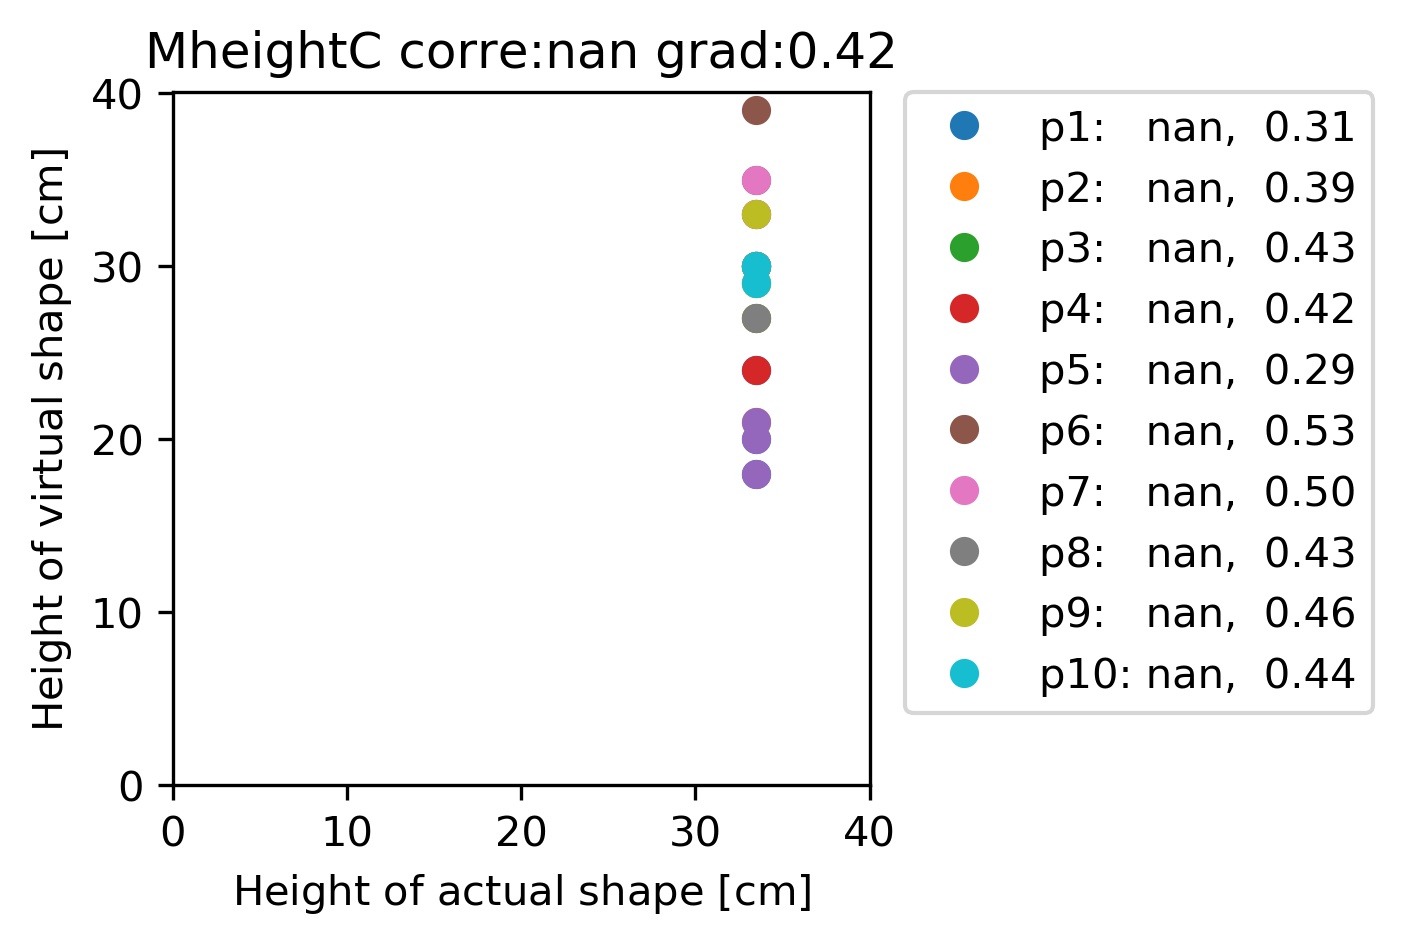 MheightC corre:nan grad:0.42
Height of virtual shape [cm]
40
30
20
10
0
0 10 20 30 40
Height of actual shape [cm]
p1: nan, 0.31
p2: nan, 0.39
p3: nan, 0.43
p4: nan, 0.42
p5: nan, 0.29
p6: nan, 0.53
p7: nan, 0.50
p8: nan, 0.43
p9: nan, 0.46
p10: nan, 0.44